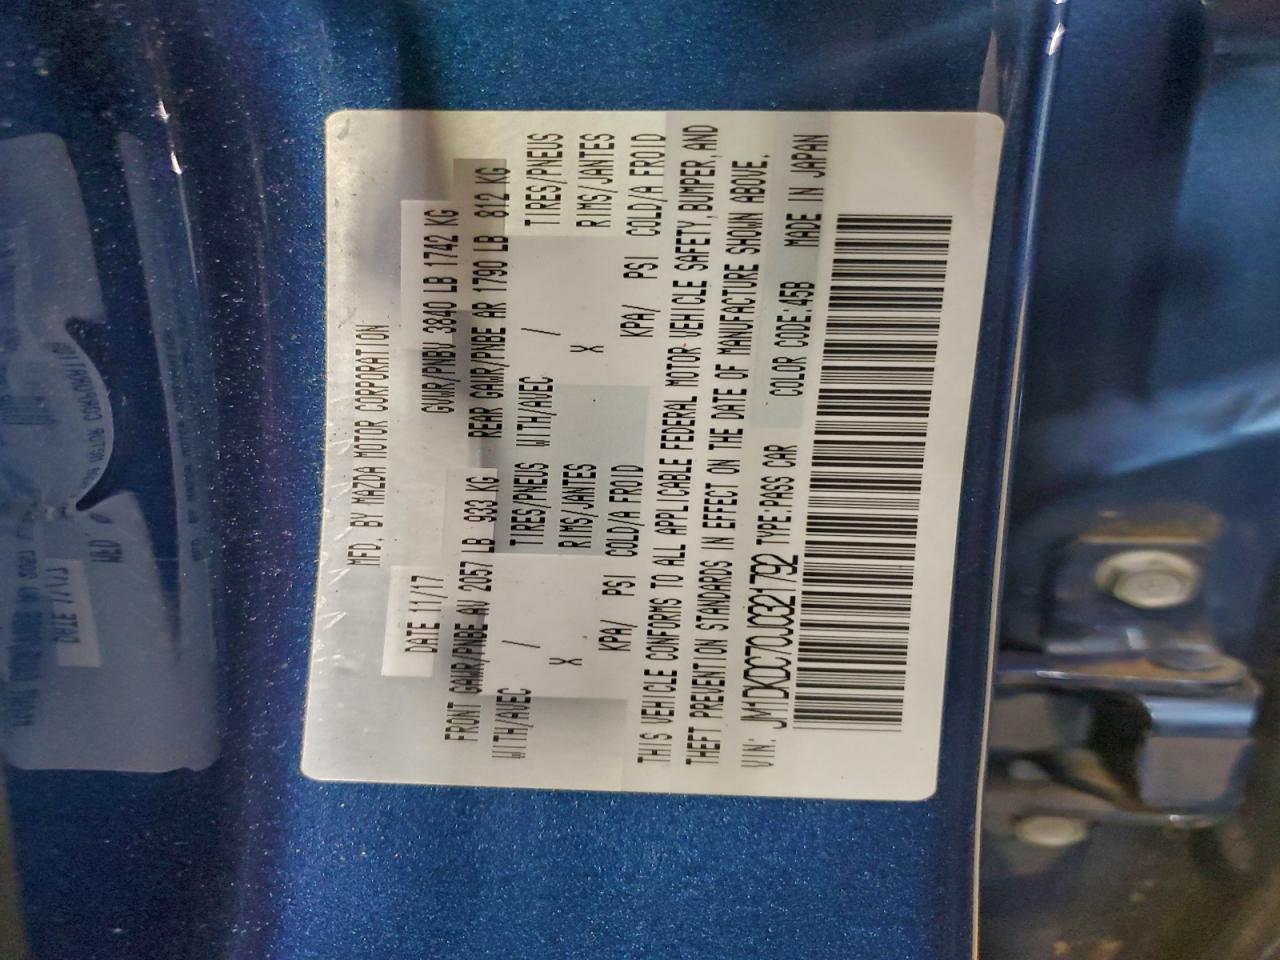 MFD. BY MAZDA MOTOR CORPORATION
DATE 11/17 GVWR/PNBV 3840 LB 1742 KG
FRONT GAWR/PNBE AV 2057 LB 933 KG REAR GAWR/PNBE AR 1790 LB 812 KG
WITH/AVEC / TIRES/PNEUS WITH/AVEC / TIRES/PNEUS
X RIMS/JANTES X RIMS/JANTES
KPA/ PSI COLD/A FROID KPA/ PSI COLD/A FROID
THIS VEHICLE CONFORMS TO ALL APPLICABLE FEDERAL MOTOR VEHICLE SAFETY, BUMPER, AND
THEFT PREVENTION STANDARDS IN EFFECT ON THE DATE OF MANUFACTURE SHOWN ABOVE.
VIN: JM1DKDC70J0321792 TYPE:PASS CAR COLOR CODE:45B MADE IN JAPAN